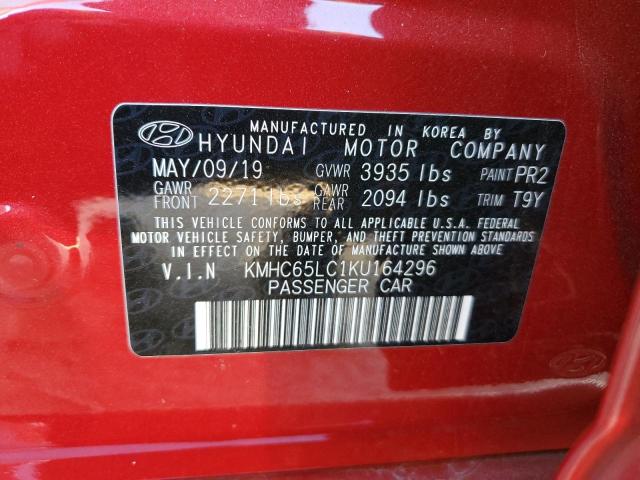 MANUFACTURED IN KOREA BY
HYUNDAI MOTOR COMPANY
MAY/09/19 GVWR 3935 lbs PAINT PR2
GAWR FRONT 2271 lbs GAWR REAR 2094 lbs TRIM T9Y
THIS VEHICLE CONFORMS TO ALL APPLICABLE U.S.A. FEDERAL
MOTOR VEHICLE SAFETY, BUMPER, AND THEFT PREVENTION STANDARDS
IN EFFECT ON THE DATE OF MANUFACTURE SHOWN ABOVE
V.I.N KMHC65LC1KU164296
PASSENGER CAR